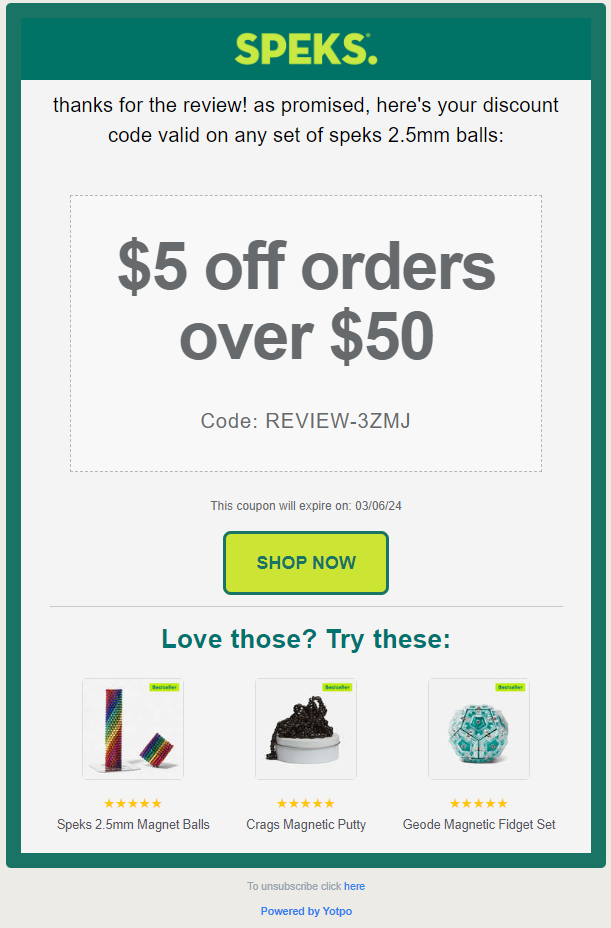 SPEKS.
thanks for the review! as promised, here's your discount
code valid on any set of speks 2.5mm balls:
$5 off orders
over $50
Code: REVIEW-3ZMJ
This coupon will expire on: 03/06/24
SHOP NOW
Love those? Try these:
Bestseller Bestseller Bestseller
Speks 2.5mm Magnet Balls Crags Magnetic Putty Geode Magnetic Fidget Set
To unsubscribe click here
Powered by Yotpo